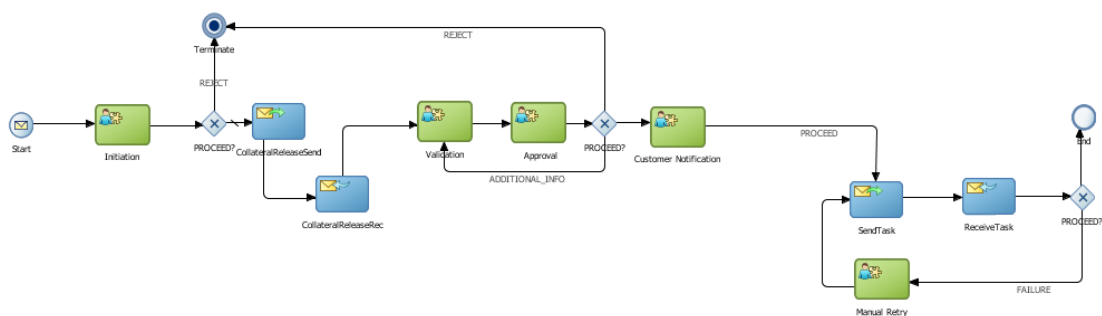 REJECT
Terminate
REJECT
Start
Initiation
PROCEED?
CollateralReleaseSend
Validation
Approval
PROCEED?
Customer Notification
PROCEED
End
ADDITIONAL_INFO
CollateralReleaseRec
SendTask
ReceiveTask
PROCEED?
FAILURE
Manual Retry